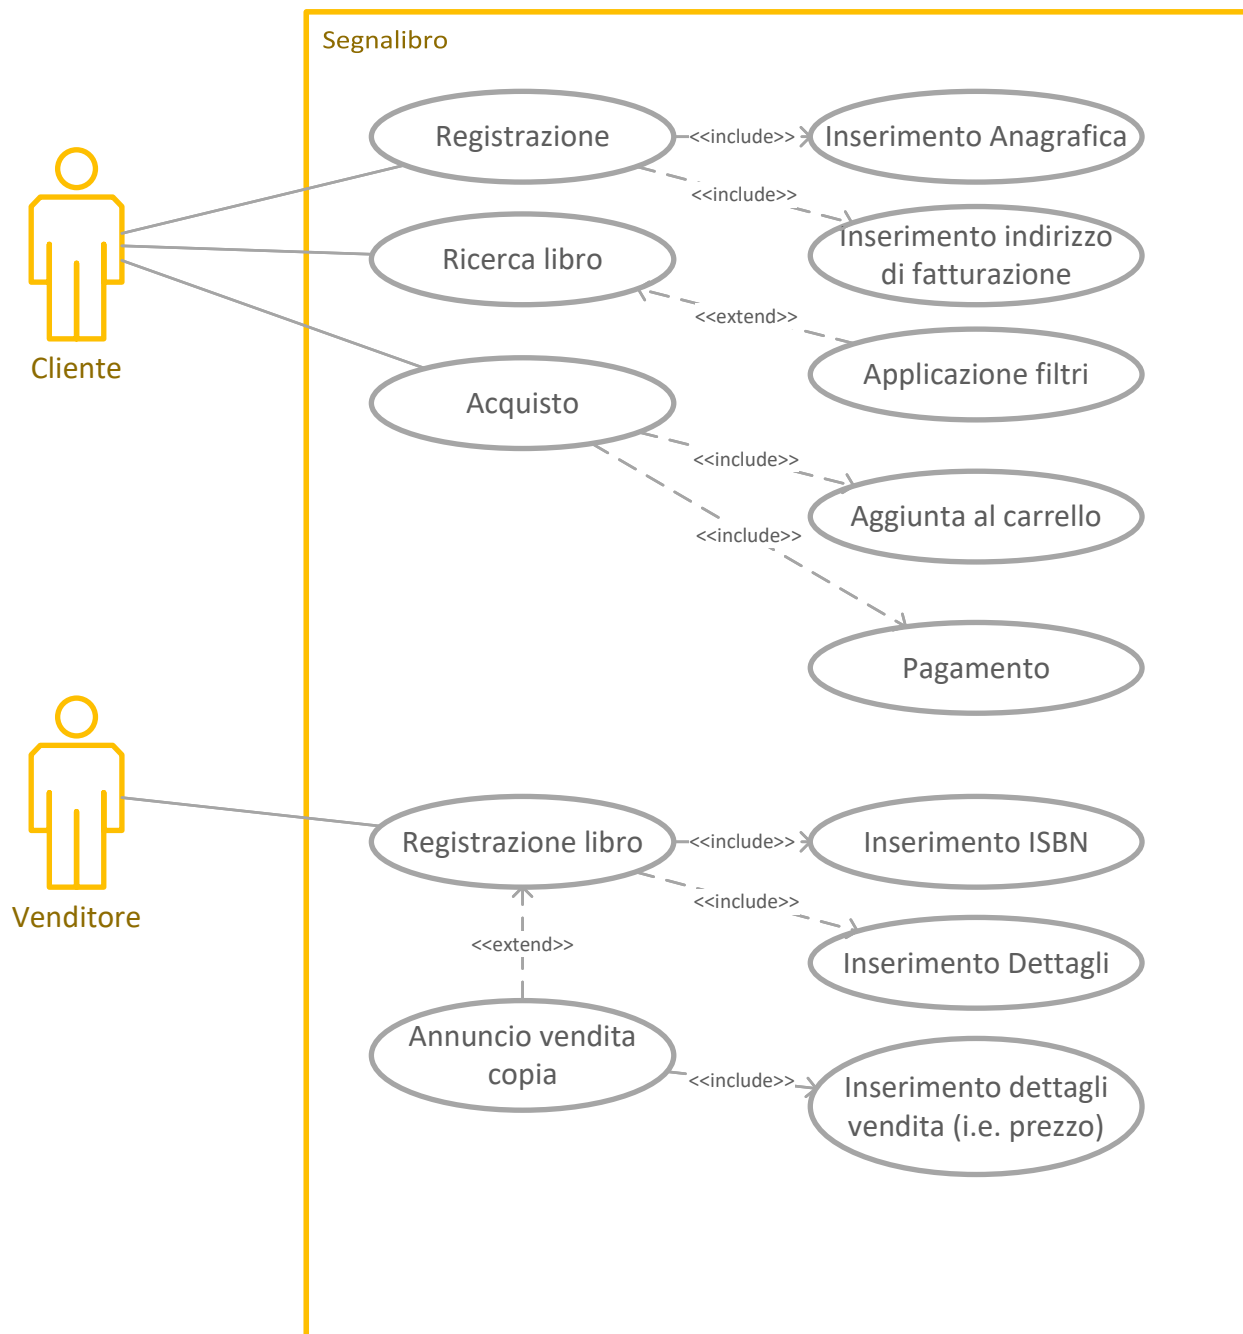 Segnalibro
Registrazione
<<include>>
Inserimento Anagrafica
<<include>>
Inserimento indirizzo
di fatturazione
Ricerca libro
<<extend>>
Applicazione filtri
Cliente
Acquisto
<<include>>
Aggiunta al carrello
<<include>>
Pagamento
Venditore
Registrazione libro
<<include>>
Inserimento ISBN
<<include>>
Inserimento Dettagli
<<extend>>
Annuncio vendita
copia
<<include>>
Inserimento dettagli
vendita (i.e. prezzo)